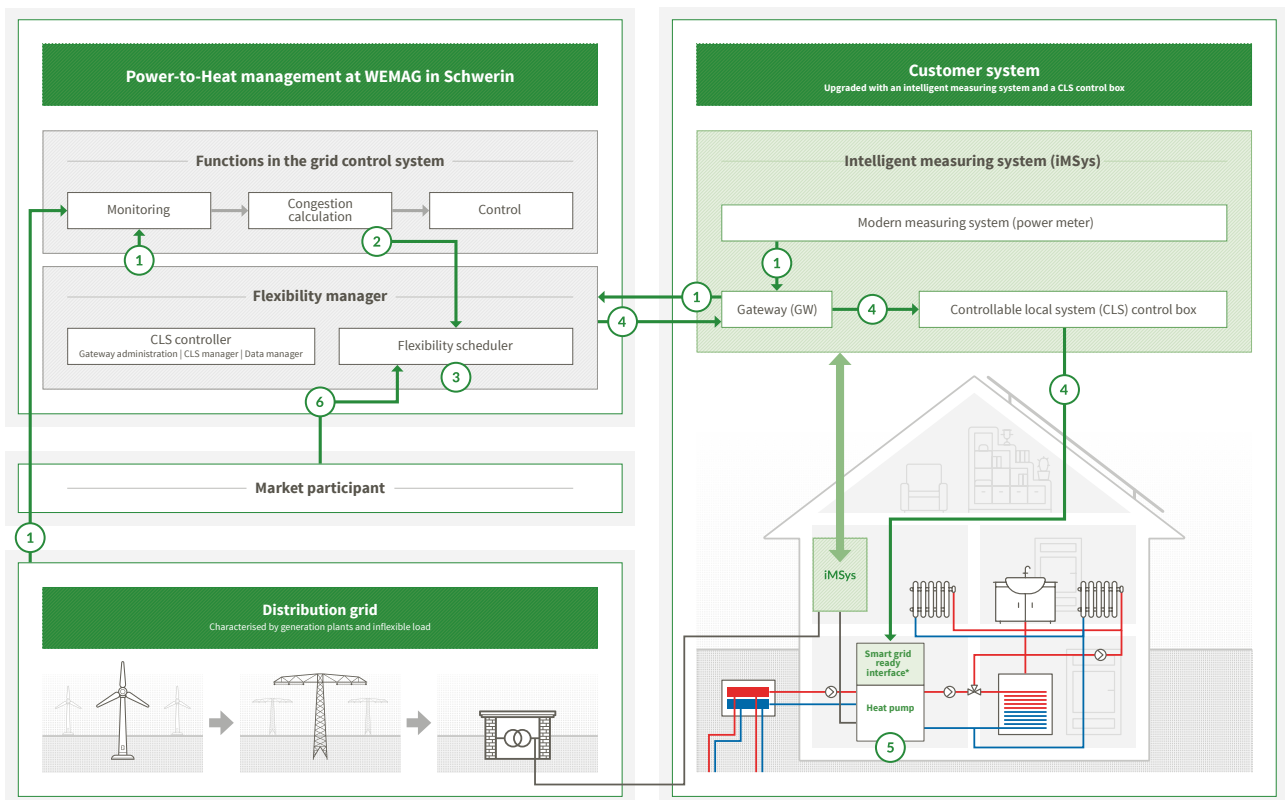 Power-to-Heat management at WEMAG in Schwerin
Functions in the grid control system
Monitoring
Congestion
calculation
Control
1
2
Flexibility manager
CLS controller
Gateway administration | CLS manager | Data manager
Flexibility scheduler
3
6
Market participant
1
Distribution grid
Characterised by generation plants and inflexible load
Customer system
Upgraded with an intelligent measuring system and a CLS control box
Intelligent measuring system (iMSys)
Modern measuring system (power meter)
1
1
4
Gateway (GW)
4
Controllable local system (CLS) control box
4
iMSys
Smart grid
ready
interface*
Heat pump
5